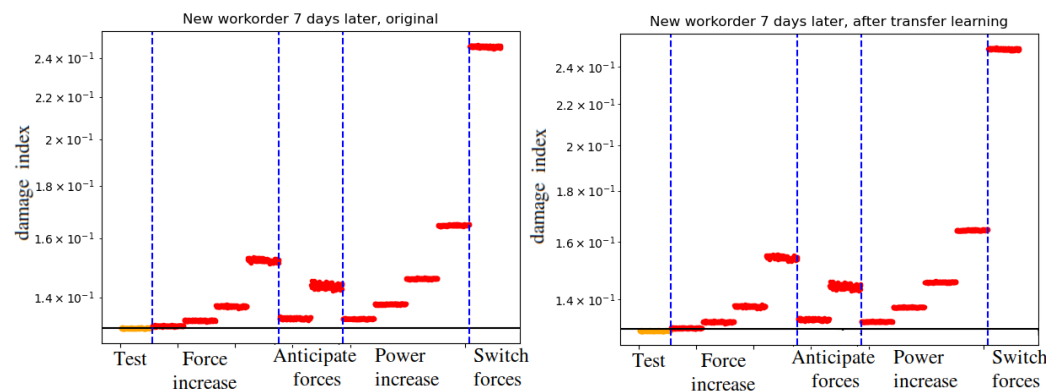 New workorder 7 days later, original
2.4 × 10⁻¹
2.2 × 10⁻¹
2 × 10⁻¹
1.8 × 10⁻¹
1.6 × 10⁻¹
1.4 × 10⁻¹
damage index
Test
Force
increase
Anticipate
forces
Power
increase
Switch
forces
New workorder 7 days later, after transfer learning
2.4 × 10⁻¹
2 × 10⁻¹
1.8 × 10⁻¹
1.6 × 10⁻¹
1.4 × 10⁻¹
damage index
Test
Force
increase
Anticipate
forces
Power
increase
Switch
forces